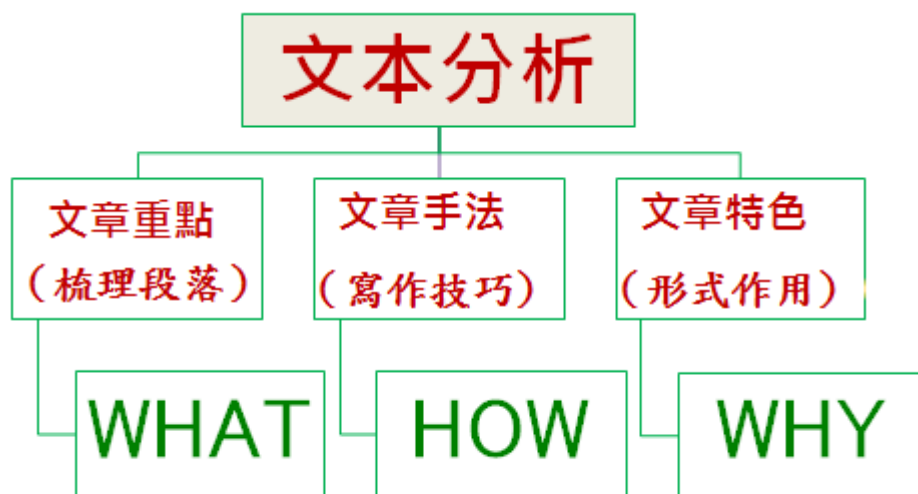 文本分析
文章重點
（梳理段落）
文章手法
（寫作技巧）
文章特色
（形式作用）
WHAT
HOW
WHY